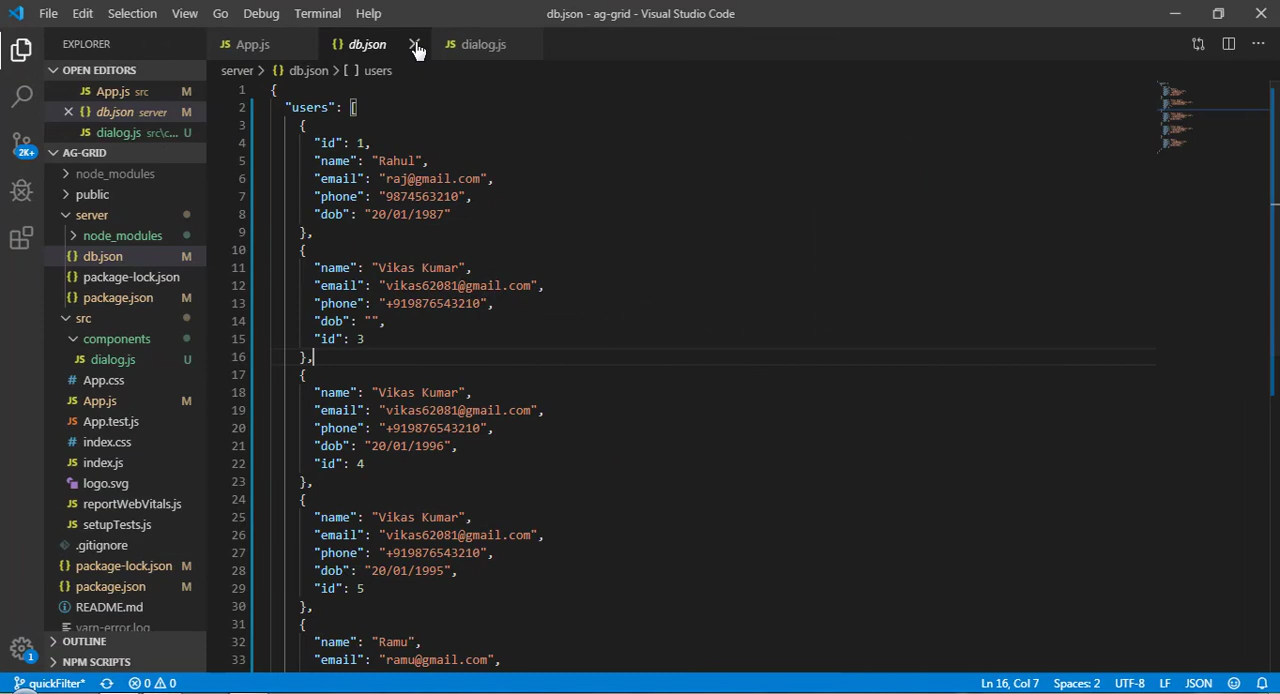 File Edit Selection View Go Debug Terminal Help
db.json - ag-grid - Visual Studio Code
EXPLORER
App.js
db.json
dialog.js
OPEN EDITORS
App.js src M
db.json server M
dialog.js src\c... U
AG-GRID
node_modules
public
server
node_modules
db.json M
package-lock.json
package.json M
src
components
dialog.js U
App.css
App.js M
App.test.js
index.css
index.js
logo.svg
reportWebVitals.js
setupTests.js
.gitignore
package-lock.json M
package.json M
README.md
yarn-error.log
OUTLINE
NPM SCRIPTS
2K+
1
server > {} db.json > [ ] users
1 {
2 "users": [
3 {
4 "id": 1,
5 "name": "Rahul",
6 "email": "raj@gmail.com",
7 "phone": "9874563210",
8 "dob": "20/01/1987"
9 },
10 {
11 "name": "Vikas Kumar",
12 "email": "vikas62081@gmail.com",
13 "phone": "+919876543210",
14 "dob": "",
15 "id": 3
16 },
17 {
18 "name": "Vikas Kumar",
19 "email": "vikas62081@gmail.com",
20 "phone": "+919876543210",
21 "dob": "20/01/1996",
22 "id": 4
23 },
24 {
25 "name": "Vikas Kumar",
26 "email": "vikas62081@gmail.com",
27 "phone": "+919876543210",
28 "dob": "20/01/1995",
29 "id": 5
30 },
31 {
32 "name": "Ramu",
33 "email": "ramu@gmail.com",
quickFilter* 0 0
Ln 16, Col 7 Spaces: 2 UTF-8 LF JSON